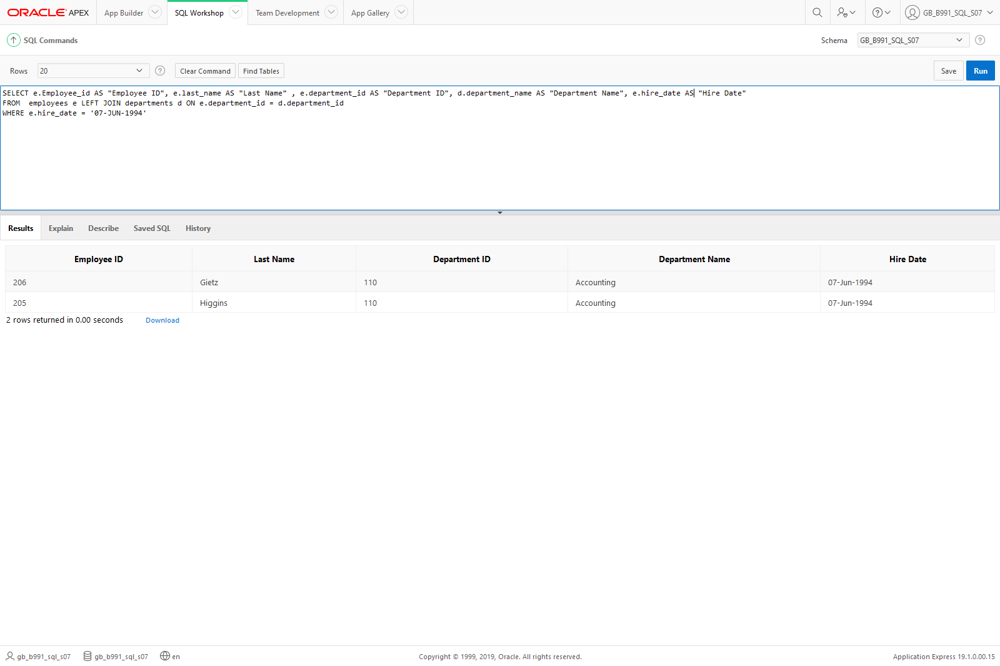 ORACLE APEX App Builder SQL Workshop Team Development App Gallery GB_B991_SQL_S07
SQL Commands Schema GB_B991_SQL_S07
Rows 20 Clear Command Find Tables Save Run
SELECT e.Employee_id AS "Employee ID", e.last_name AS "Last Name" , e.department_id AS "Department ID", d.department_name AS "Department Name", e.hire_date AS "Hire Date"
FROM  employees e LEFT JOIN departments d ON e.department_id = d.department_id
WHERE e.hire_date = '07-JUN-1994'
Results Explain Describe Saved SQL History
Employee ID Last Name Department ID Department Name Hire Date
206 Gietz 110 Accounting 07-Jun-1994
205 Higgins 110 Accounting 07-Jun-1994
2 rows returned in 0.00 seconds Download
gb_b991_sql_s07 gb_b991_sql_s07 en Copyright © 1999, 2019, Oracle. All rights reserved. Application Express 19.1.0.00.15